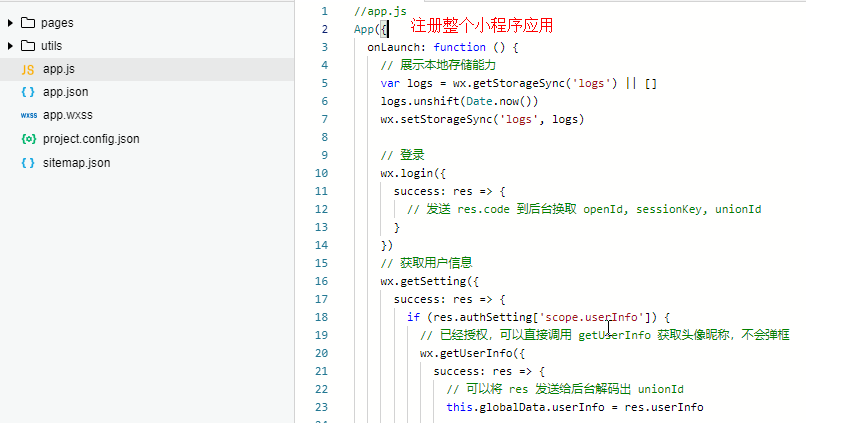 pages
utils
JS app.js
{ } app.json
wxss app.wxss
{o} project.config.json
{ } sitemap.json
1 //app.js
2 App({ 注册整个小程序应用
3 onLaunch: function () {
4 // 展示本地存储能力
5 var logs = wx.getStorageSync('logs') || []
6 logs.unshift(Date.now())
7 wx.setStorageSync('logs', logs)
8
9 // 登录
10 wx.login({
11 success: res => {
12 // 发送 res.code 到后台换取 openId, sessionKey, unionId
13 }
14 })
15 // 获取用户信息
16 wx.getSetting({
17 success: res => {
18 if (res.authSetting['scope.userInfo']) {
19 // 已经授权，可以直接调用 getUserInfo 获取头像昵称，不会弹框
20 wx.getUserInfo({
21 success: res => {
22 // 可以将 res 发送给后台解码出 unionId
23 this.globalData.userInfo = res.userInfo